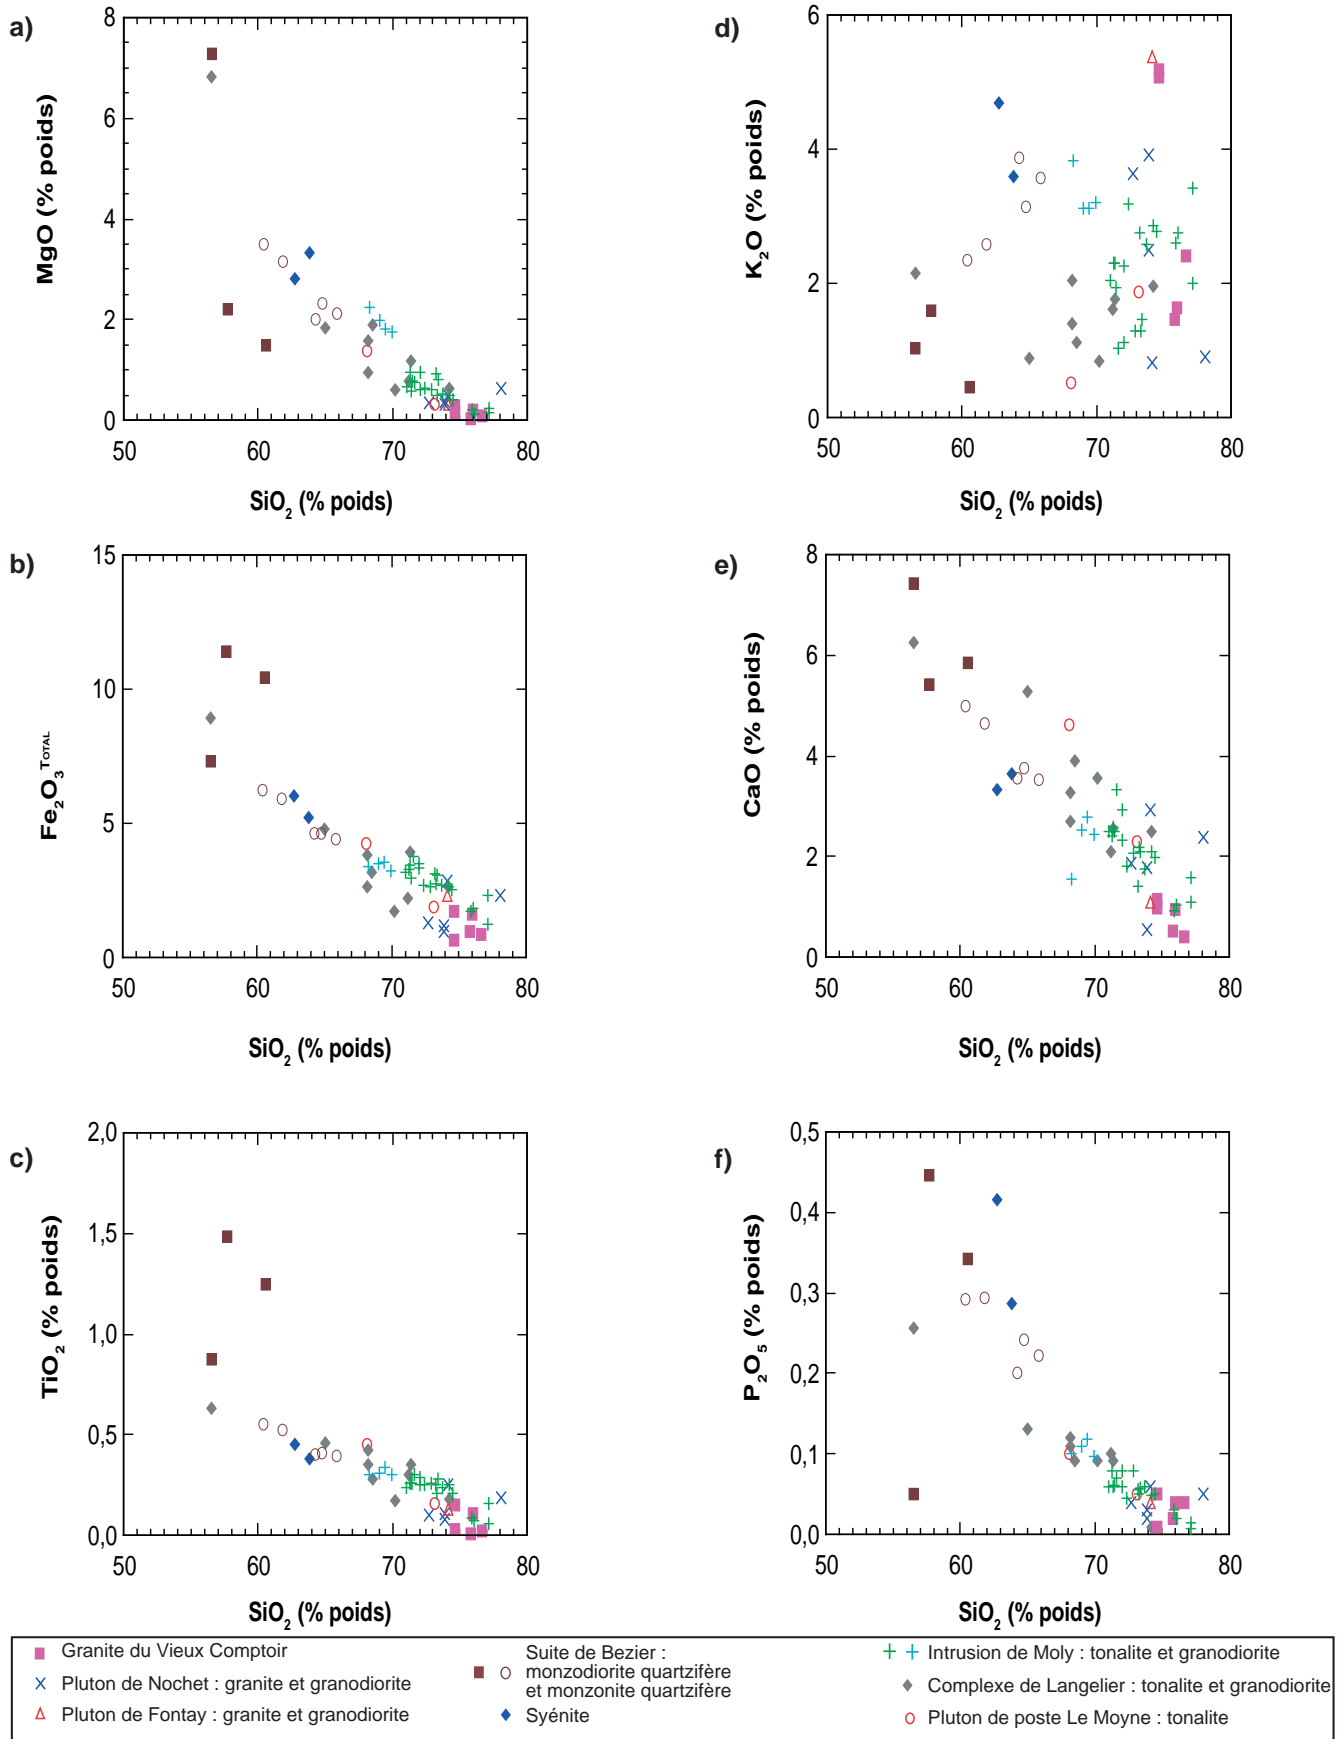 a)
MgO (% poids)
8
6
4
2
0
50 60 70 80
SiO2 (% poids)
d)
K2O (% poids)
6
4
2
0
50 60 70 80
SiO2 (% poids)
b)
Fe2O3 TOTAL
15
10
5
0
50 60 70 80
SiO2 (% poids)
e)
CaO (% poids)
8
6
4
2
0
50 60 70 80
SiO2 (% poids)
c)
TiO2 (% poids)
2,0
1,5
1,0
0,5
0,0
50 60 70 80
SiO2 (% poids)
f)
P2O5 (% poids)
0,5
0,4
0,3
0,2
0,1
0,0
50 60 70 80
SiO2 (% poids)
Granite du Vieux Comptoir
Pluton de Nochet : granite et granodiorite
Pluton de Fontay : granite et granodiorite
Suite de Bezier :
monzodiorite quartzifère
et monzonite quartzifère
Syénite
Intrusion de Moly : tonalite et granodiorite
Complexe de Langelier : tonalite et granodiorite
Pluton de poste Le Moyne : tonalite